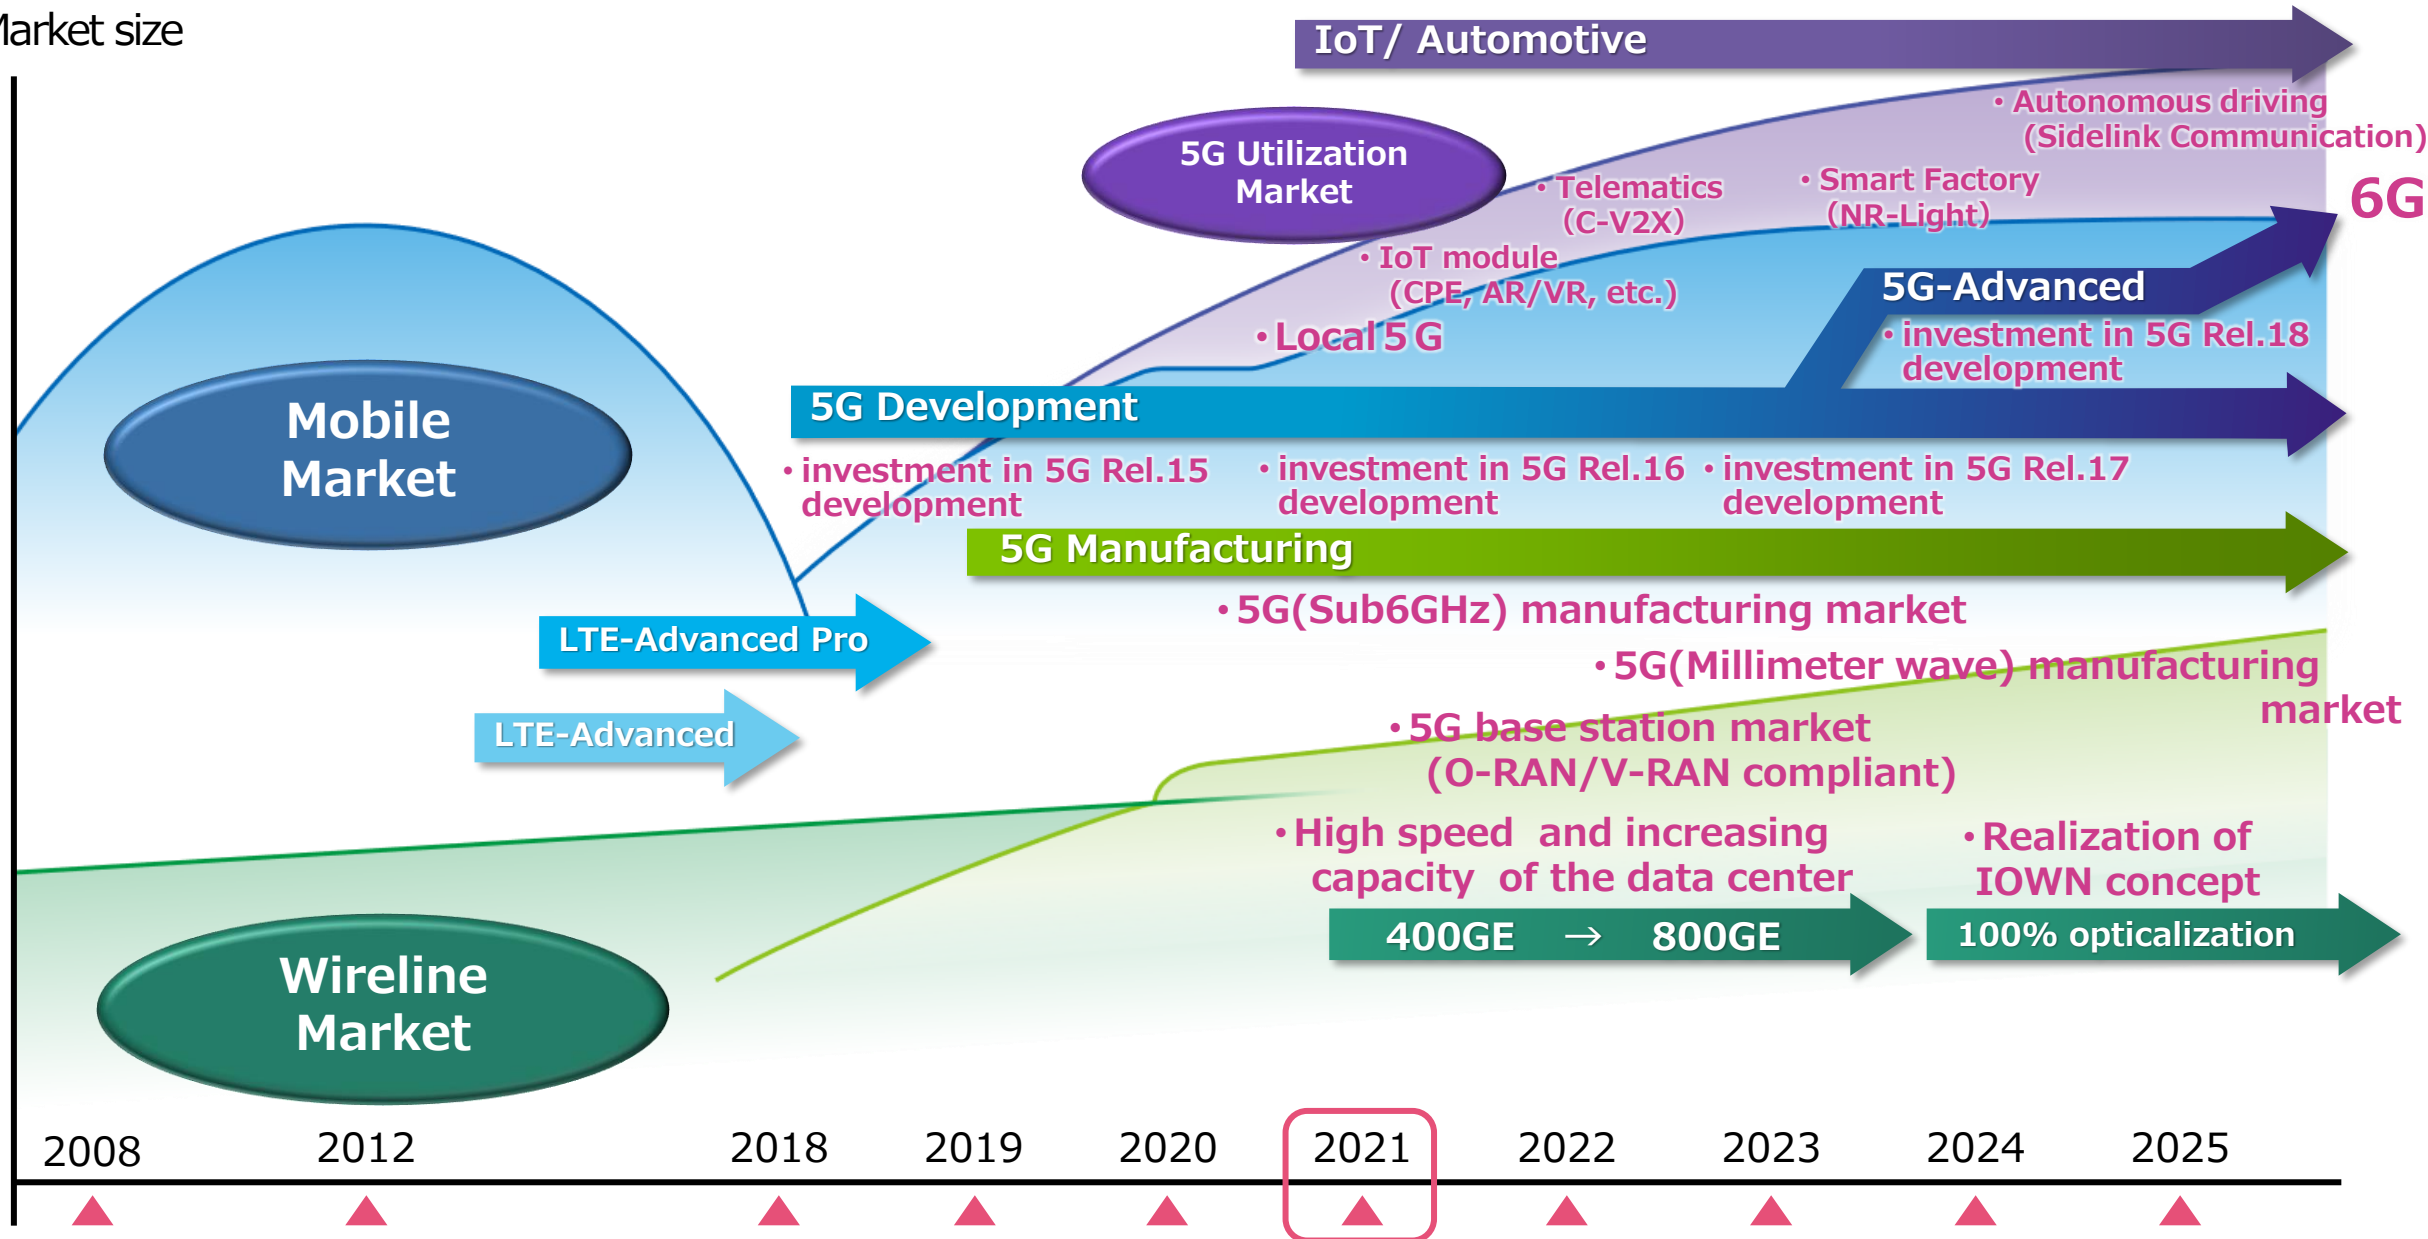 Market size
IoT/ Automotive
・Autonomous driving
(Sidelink Communication)
5G Utilization
Market
・Telematics
(C-V2X)
・Smart Factory
(NR-Light)
6G
・IoT module
(CPE, AR/VR, etc.)
・Local 5G
5G-Advanced
・investment in 5G Rel.18
development
Mobile
Market
5G Development
・investment in 5G Rel.15
development
・investment in 5G Rel.16
development
・investment in 5G Rel.17
development
5G Manufacturing
・5G(Sub6GHz) manufacturing market
LTE-Advanced Pro
・5G(Millimeter wave) manufacturing
market
LTE-Advanced
・5G base station market
(O-RAN/V-RAN compliant)
・High speed and increasing
capacity of the data center
・Realization of
IOWN concept
400GE → 800GE
100% opticalization
Wireline
Market
2008 2012 2018 2019 2020 2021 2022 2023 2024 2025